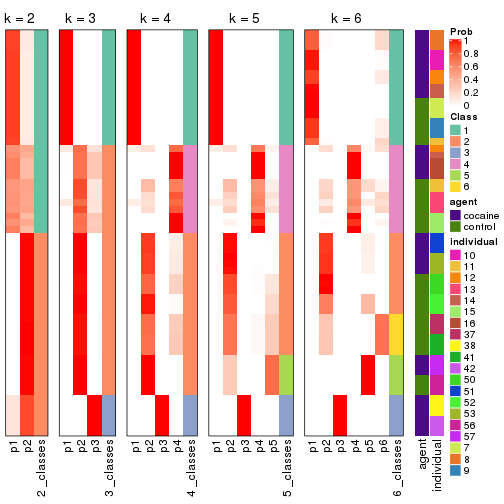 k = 2
k = 3
k = 4
k = 5
k = 6
p1
p2
2_classes
p1
p2
p3
3_classes
p1
p2
p3
p4
4_classes
p1
p2
p3
p4
p5
5_classes
p1
p2
p3
p4
p5
p6
6_classes
agent
individual
Prob
1
0.8
0.6
0.4
0.2
0
Class
1
2
3
4
5
6
agent
cocaine
control
individual
10
11
12
13
14
15
16
37
38
41
42
50
51
52
53
56
57
7
8
9